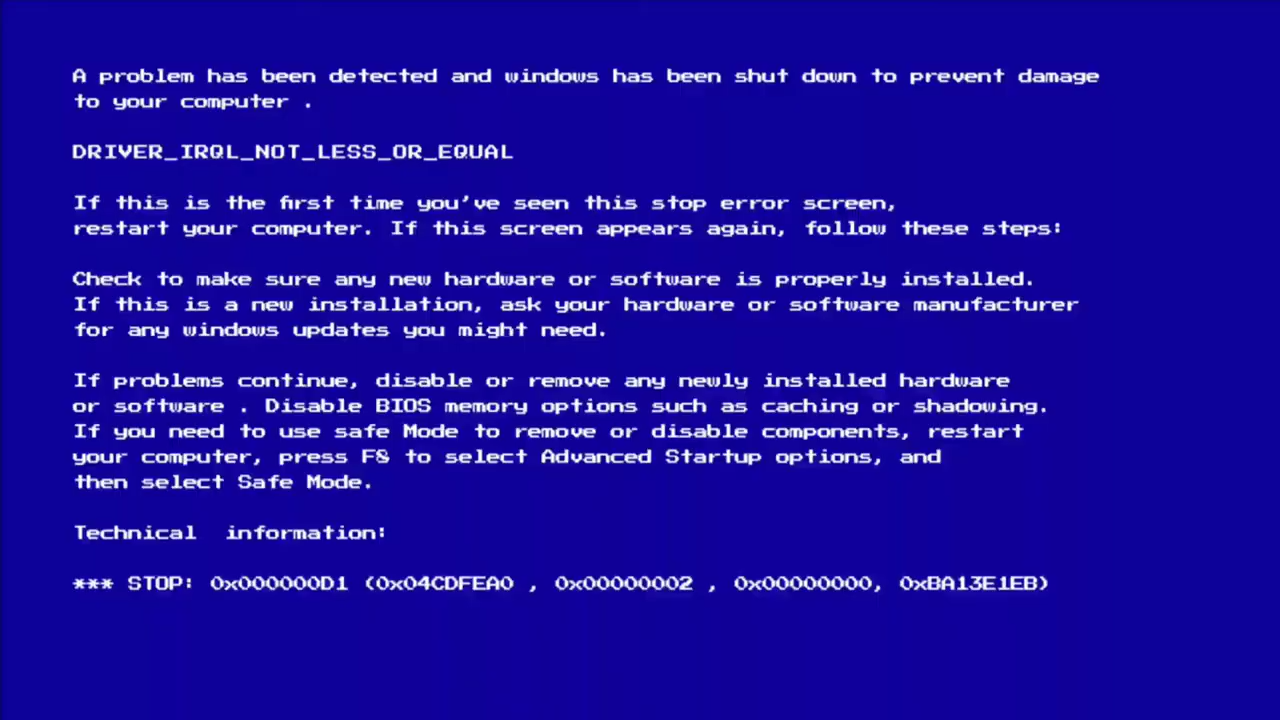 A problem has been detected and windows has been shut down to prevent damage
to your computer .
DRIVER_IRQL_NOT_LESS_OR_EQUAL
If this is the first time you've seen this stop error screen,
restart your computer. If this screen appears again, follow these steps:
Check to make sure any new hardware or software is properly installed.
If this is a new installation, ask your hardware or software manufacturer
for any windows updates you might need.
If problems continue, disable or remove any newly installed hardware
or software . Disable BIOS memory options such as caching or shadowing.
If you need to use safe Mode to remove or disable components, restart
your computer, press F8 to select Advanced Startup options, and
then select Safe Mode.
Technical  information:
*** STOP: 0x000000D1 (0x04CDFEA0 , 0x00000002 , 0x00000000, 0xBA13E1EB)